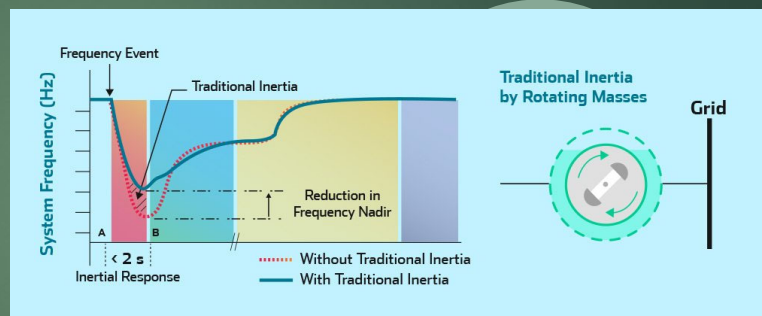 Frequency Event
Traditional Inertia
System Frequency (Hz)
Reduction in
Frequency Nadir
A
B
< 2 s
Inertial Response
//
Without Traditional Inertia
With Traditional Inertia
Traditional Inertia
by Rotating Masses
Grid